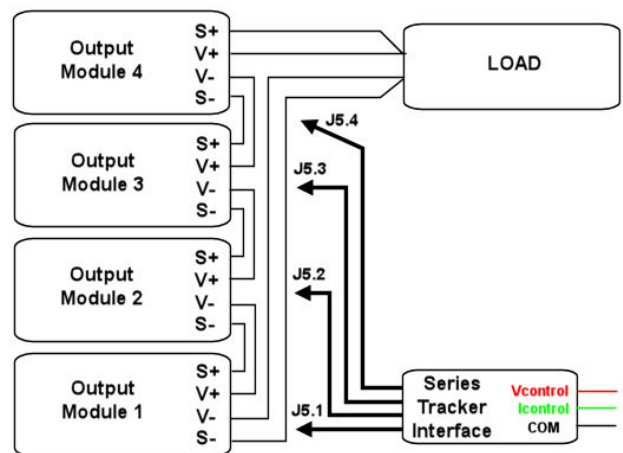 Output
Module 4
S+
V+
V-
S-
LOAD
J5.4
Output
Module 3
S+
V+
V-
S-
J5.3
Output
Module 2
S+
V+
V-
S-
J5.2
Output
Module 1
S+
V+
V-
S-
J5.1
Series
Tracker
Interface
Vcontrol
Icontrol
COM